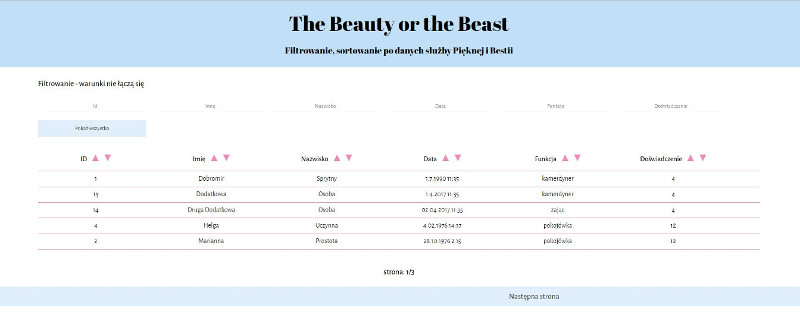 The Beauty or the Beast
Filtrowanie, sortowanie po danych służby Pięknej i Bestii
Filtrowanie - warunki nie łączą się
Id Imię Nazwisko Data Funkcja Doświadczenie
Pokaż wszystko
ID ▲ ▼ Imię ▲ ▼ Nazwisko ▲ ▼ Data ▲ ▼ Funkcja ▲ ▼ Doświadczenie ▲ ▼
1 Dobromir Sprytny 1.7.1990 11:35 kamerdyner 4
13 Dodatkowa Osoba 1.4.2017 11:35 kamerdyner 4
14 Druga Dodatkowa Osoba 02.04.2017 11:35 zając 4
4 Helga Uczynna 4.02.1976 14:17 pokojówka 12
2 Marianna Prostota 28.10.1976 2:15 pokojówka 12
strona: 1/3
Następna strona